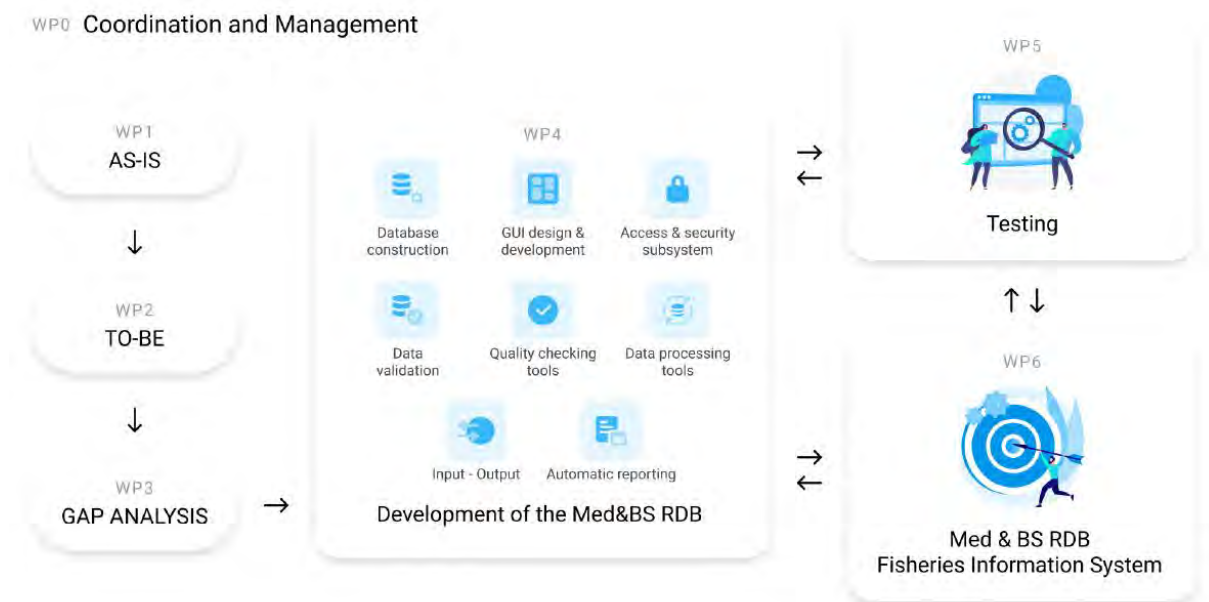 WP0 Coordination and Management
WP1
AS-IS
WP2
TO-BE
WP3
GAP ANALYSIS
WP4
Database
construction
GUI design &
development
Access & security
subsystem
Data
validation
Quality checking
tools
Data processing
tools
Input - Output
Automatic reporting
Development of the Med&BS RDB
WP5
Testing
WP6
Med & BS RDB
Fisheries Information System